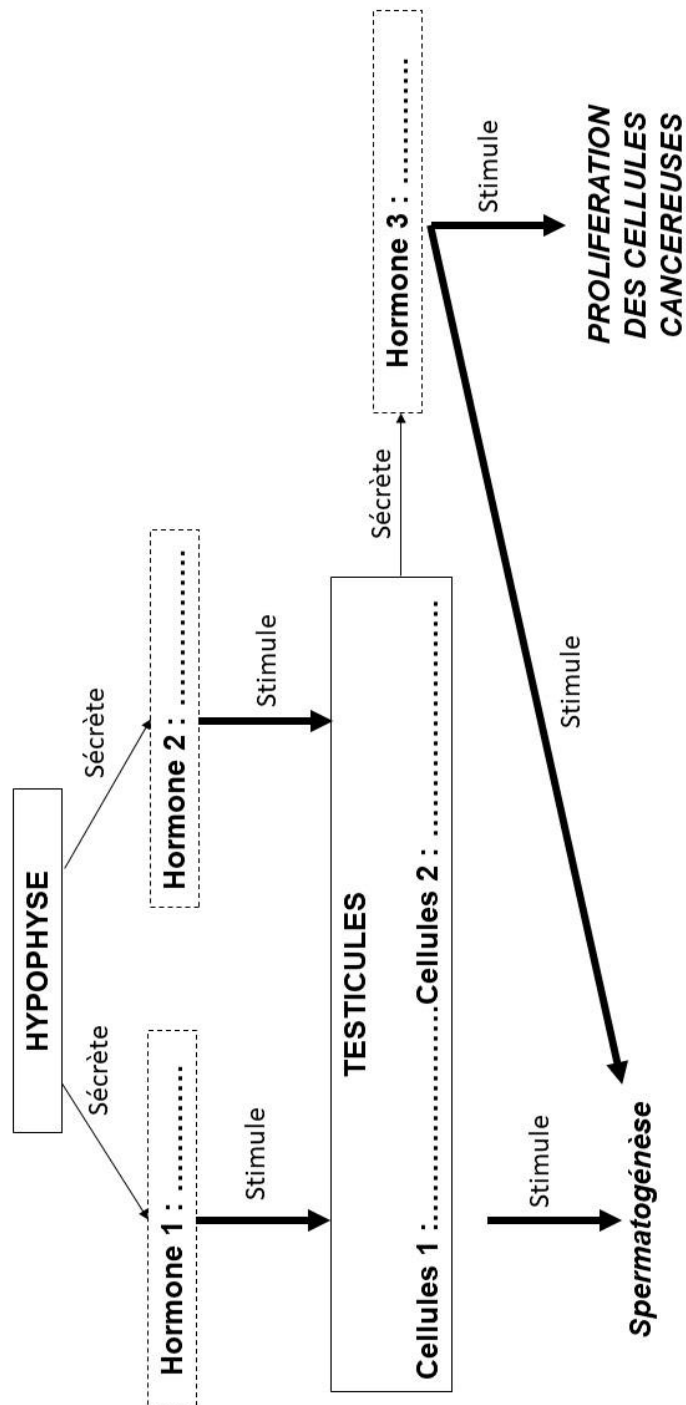 HYPOPHYSE
Sécrète
Sécrète
Hormone 1 : ..............
Hormone 2 : ..................
Stimule
Stimule
TESTICULES
Cellules 1 :.........................Cellules 2 : ..............................
Sécrète
Hormone 3 : ..............
Stimule
Stimule
Stimule
Spermatogénèse
PROLIFERATION
DES CELLULES
CANCEREUSES